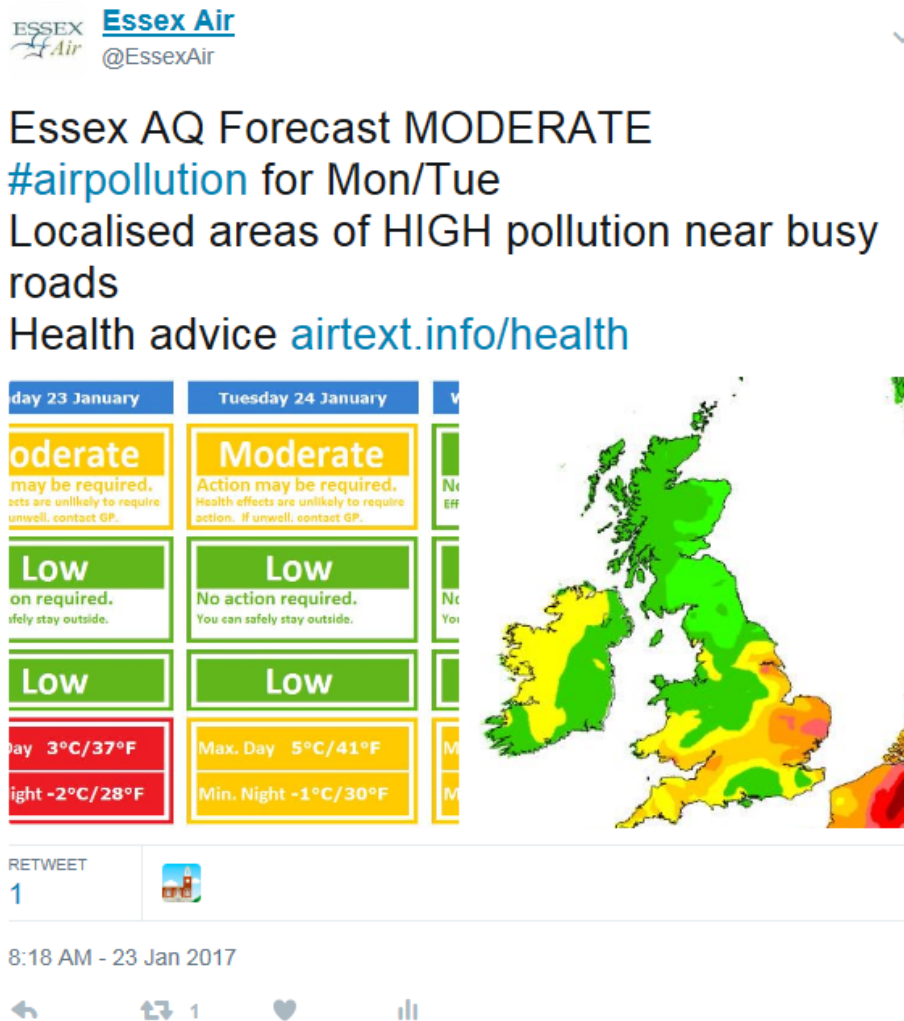 ESSEX
Air
Essex Air
@EssexAir
Essex AQ Forecast MODERATE
#airpollution for Mon/Tue
Localised areas of HIGH pollution near busy
roads
Health advice airtext.info/health
day 23 January
oderate
may be required.
ects are unlikely to require
unwell, contact GP.
Low
on required.
afely stay outside.
Low
Day 3°C/37°F
ight -2°C/28°F
Tuesday 24 January
Moderate
Action may be required.
Health effects are unlikely to require
action. If unwell, contact GP.
Low
No action required.
You can safely stay outside.
Low
Max. Day 5°C/41°F
Min. Night -1°C/30°F
W
N
Eff
No
You
M
M
RETWEET
1
8:18 AM - 23 Jan 2017
1